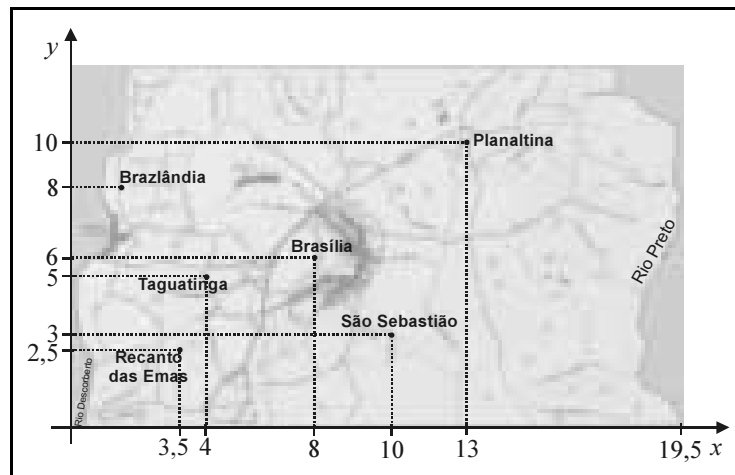 y
10
Planaltina
Brazlândia
8
Brasília
6
5
Taguatinga
Rio Preto
São Sebastião
3
2,5
Recanto
das Emas
Rio Descorberto
3,5
4
8
10
13
19,5
x